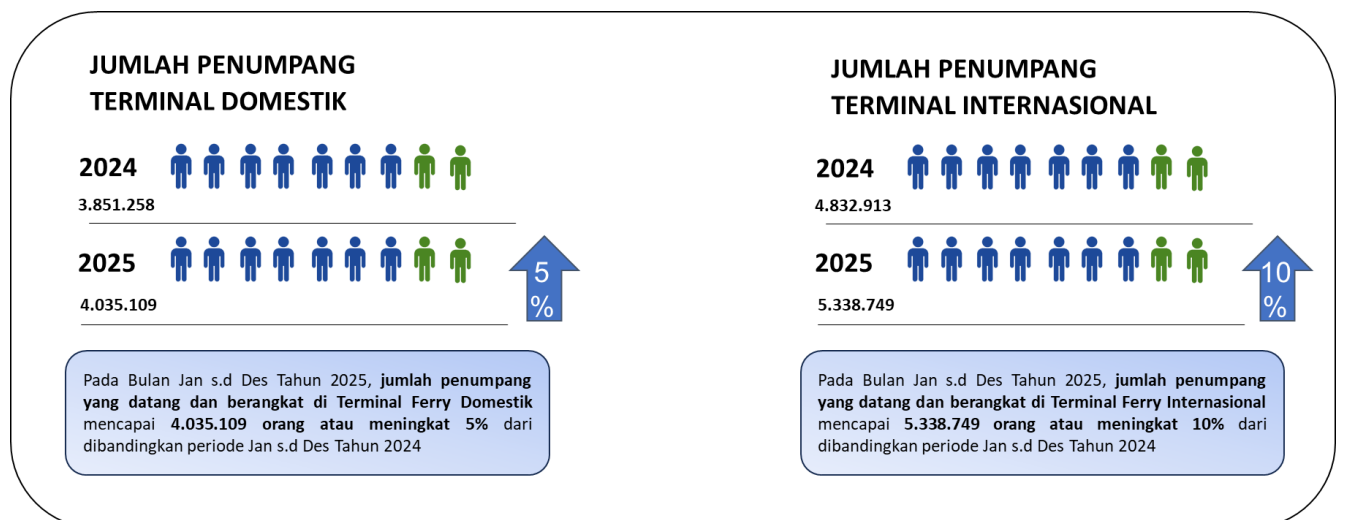 JUMLAH PENUMPANG
TERMINAL DOMESTIK
2024
3.851.258
2025
4.035.109
5
%
Pada Bulan Jan s.d Des Tahun 2025, jumlah penumpang
yang datang dan berangkat di Terminal Ferry Domestik
mencapai 4.035.109 orang atau meningkat 5% dari
dibandingkan periode Jan s.d Des Tahun 2024
JUMLAH PENUMPANG
TERMINAL INTERNASIONAL
2024
4.832.913
2025
5.338.749
10
%
Pada Bulan Jan s.d Des Tahun 2025, jumlah penumpang
yang datang dan berangkat di Terminal Ferry Internasional
mencapai 5.338.749 orang atau meningkat 10% dari
dibandingkan periode Jan s.d Des Tahun 2024